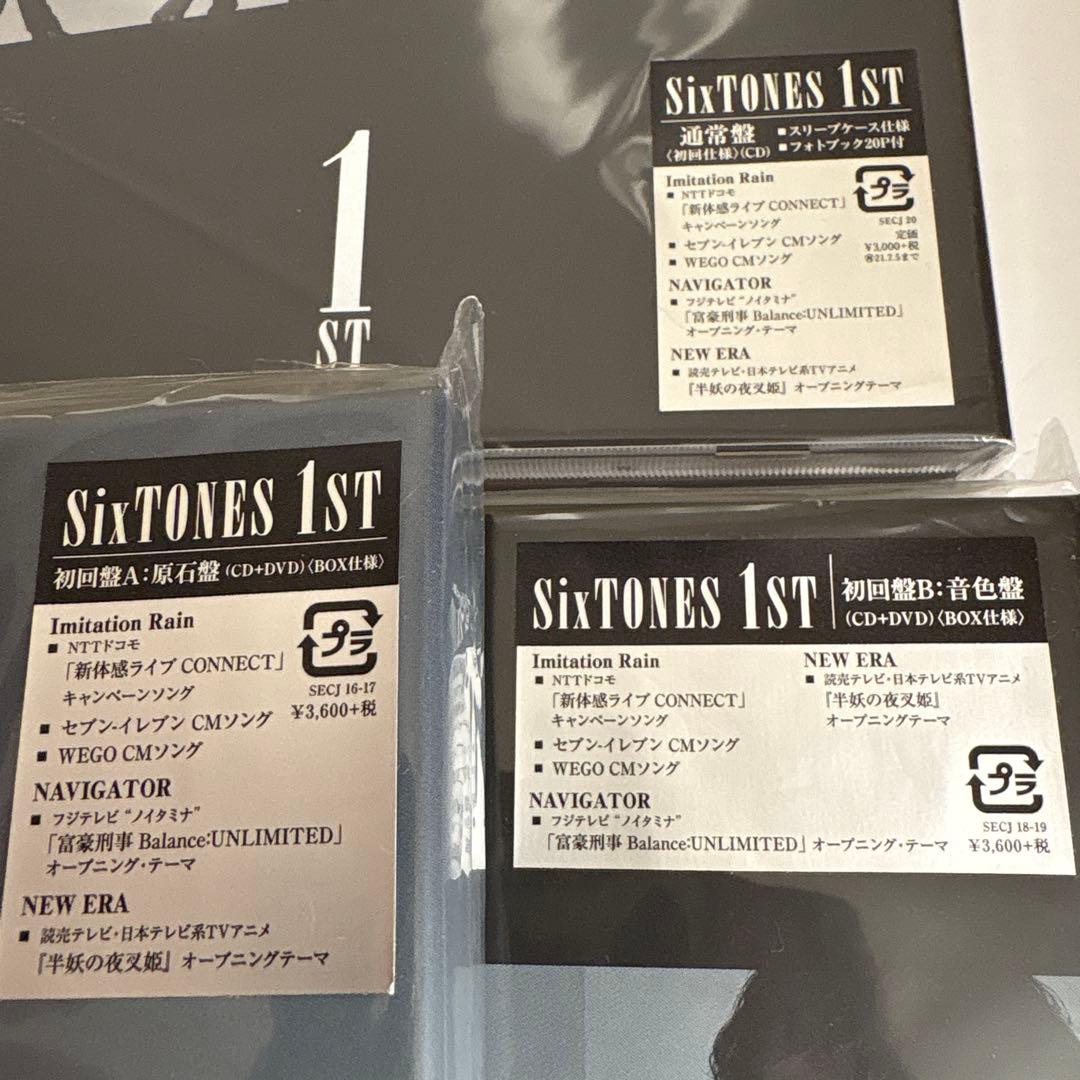 1
ST
SixTONES 1ST
通常盤
〈初回仕様〉(CD)
■スリーブケース仕様
■フォトブック20P付
Imitation Rain
■ NTTドコモ
「新体感ライブ CONNECT」
キャンペーンソング
■ セブン-イレブン CMソング
■ WEGO CMソング
プラ
SECJ 20
定価
¥3,000+税
21.7.5まで
NAVIGATOR
■ フジテレビ“ノイタミナ”
「富豪刑事 Balance:UNLIMITED」
オープニング・テーマ
NEW ERA
■ 読売テレビ・日本テレビ系TVアニメ
『半妖の夜叉姫』オープニングテーマ
SixTONES 1ST
初回盤A:原石盤 (CD+DVD)〈BOX仕様〉
Imitation Rain
■ NTTドコモ
「新体感ライブ CONNECT」
キャンペーンソング
■ セブン-イレブン CMソング
■ WEGO CMソング
プラ
SECJ 16-17
¥3,600+税
NAVIGATOR
■ フジテレビ“ノイタミナ”
「富豪刑事 Balance:UNLIMITED」
オープニング・テーマ
NEW ERA
■ 読売テレビ・日本テレビ系TVアニメ
『半妖の夜叉姫』オープニングテーマ
SixTONES 1ST
初回盤B:音色盤
(CD+DVD)〈BOX仕様〉
Imitation Rain
■ NTTドコモ
「新体感ライブ CONNECT」
キャンペーンソング
■ セブン-イレブン CMソング
■ WEGO CMソング
NAVIGATOR
■ フジテレビ“ノイタミナ”
「富豪刑事 Balance:UNLIMITED」オープニング・テーマ
NEW ERA
■ 読売テレビ・日本テレビ系TVアニメ
『半妖の夜叉姫』
オープニングテーマ
プラ
SECJ 18-19
¥3,600+税